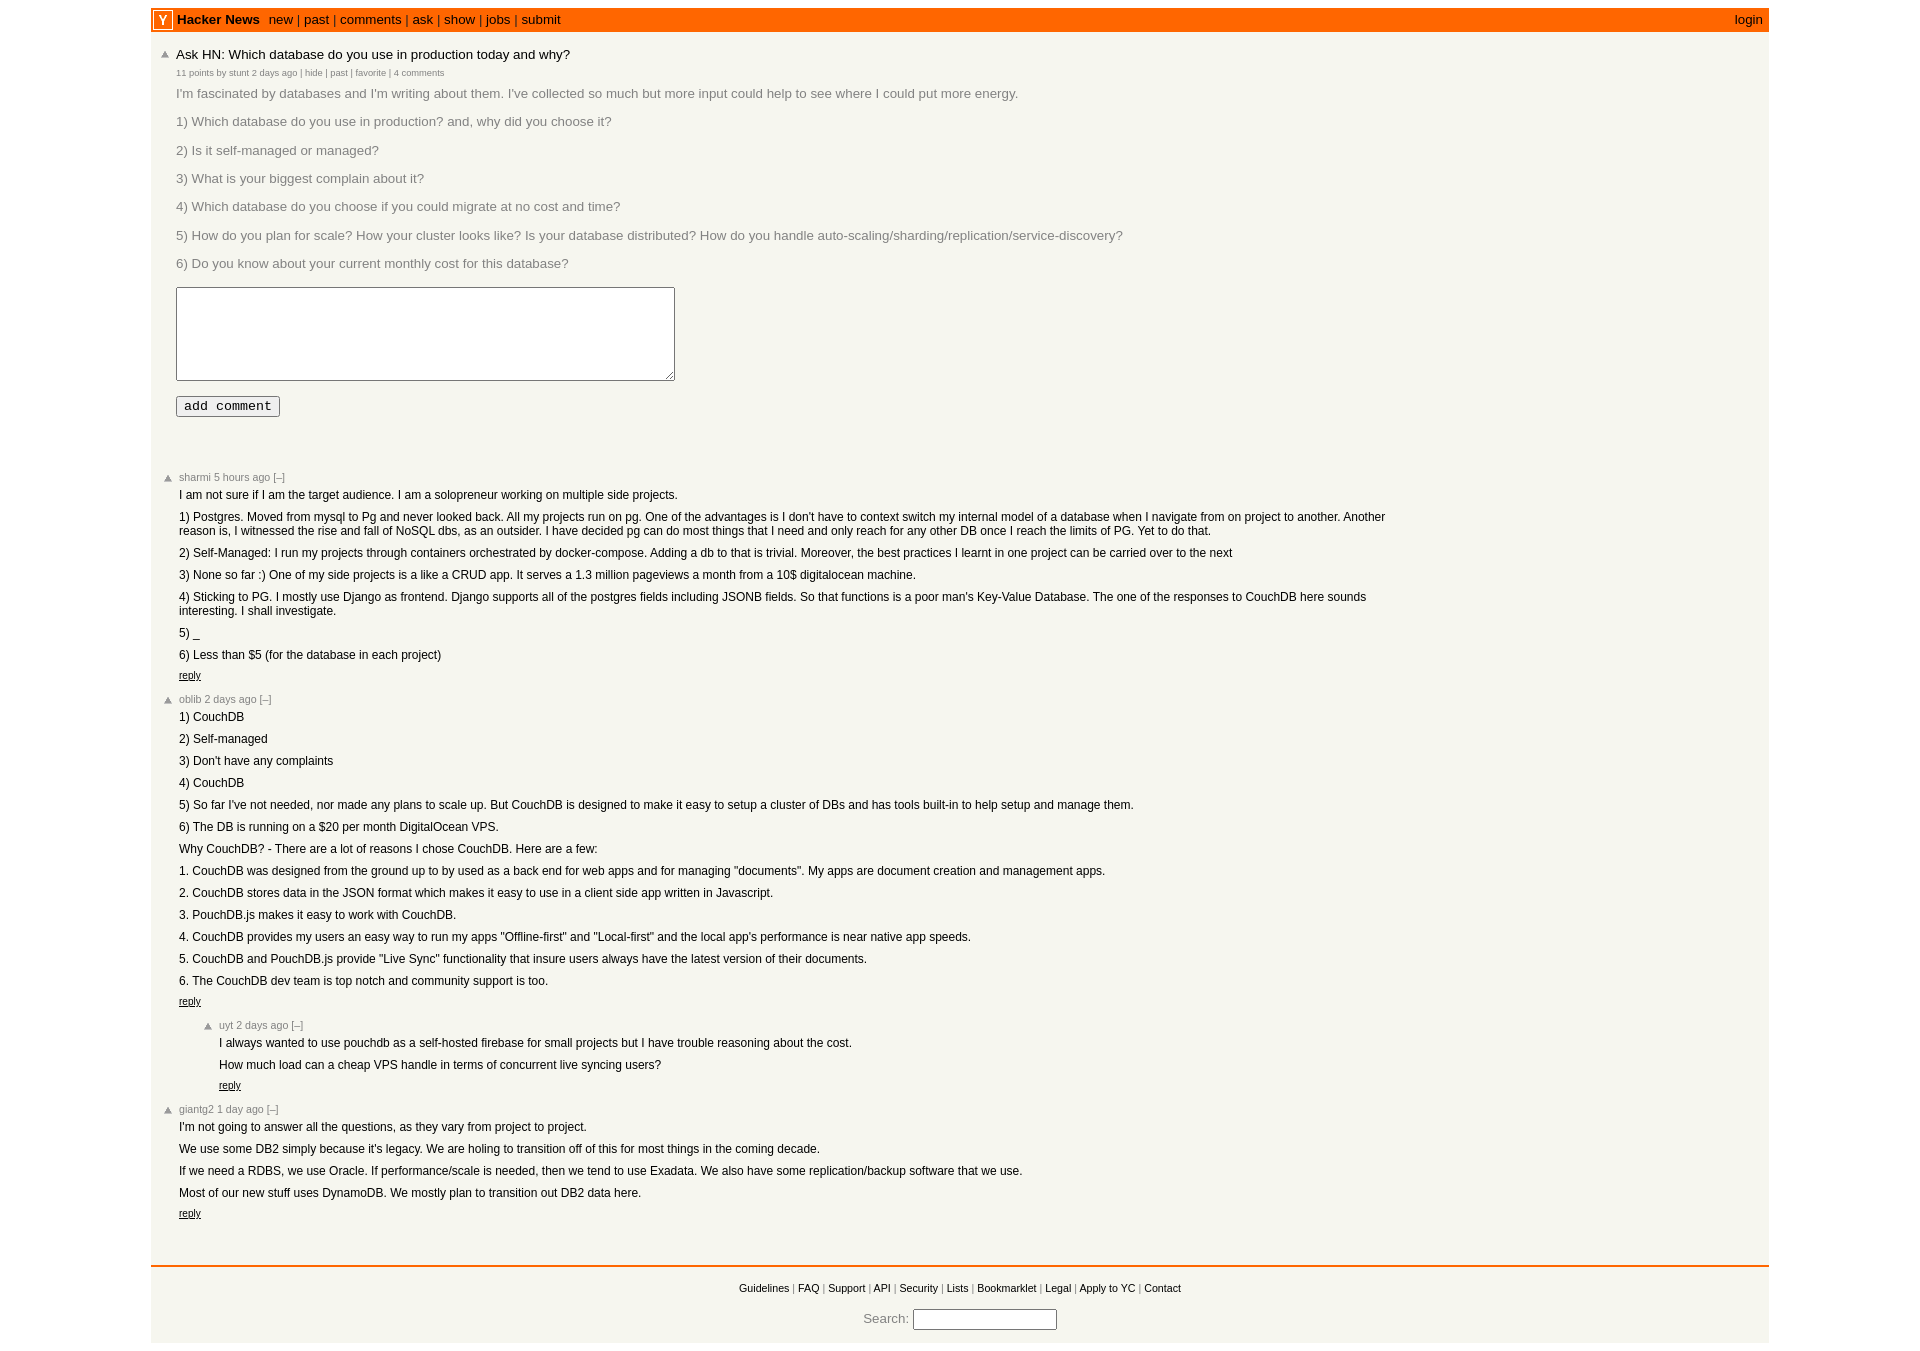 Y Hacker News new | past | comments | ask | show | jobs | submit login
Ask HN: Which database do you use in production today and why?
11 points by stunt 2 days ago | hide | past | favorite | 4 comments
I'm fascinated by databases and I'm writing about them. I've collected so much but more input could help to see where I could put more energy.
1) Which database do you use in production? and, why did you choose it?
2) Is it self-managed or managed?
3) What is your biggest complain about it?
4) Which database do you choose if you could migrate at no cost and time?
5) How do you plan for scale? How your cluster looks like? Is your database distributed? How do you handle auto-scaling/sharding/replication/service-discovery?
6) Do you know about your current monthly cost for this database?
add comment
sharmi 5 hours ago [–]
I am not sure if I am the target audience. I am a solopreneur working on multiple side projects.
1) Postgres. Moved from mysql to Pg and never looked back. All my projects run on pg. One of the advantages is I don't have to context switch my internal model of a database when I navigate from on project to another. Another
reason is, I witnessed the rise and fall of NoSQL dbs, as an outsider. I have decided pg can do most things that I need and only reach for any other DB once I reach the limits of PG. Yet to do that.
2) Self-Managed: I run my projects through containers orchestrated by docker-compose. Adding a db to that is trivial. Moreover, the best practices I learnt in one project can be carried over to the next
3) None so far :) One of my side projects is a like a CRUD app. It serves a 1.3 million pageviews a month from a 10$ digitalocean machine.
4) Sticking to PG. I mostly use Django as frontend. Django supports all of the postgres fields including JSONB fields. So that functions is a poor man's Key-Value Database. The one of the responses to CouchDB here sounds
interesting. I shall investigate.
5) _
6) Less than $5 (for the database in each project)
reply
oblib 2 days ago [–]
1) CouchDB
2) Self-managed
3) Don't have any complaints
4) CouchDB
5) So far I've not needed, nor made any plans to scale up. But CouchDB is designed to make it easy to setup a cluster of DBs and has tools built-in to help setup and manage them.
6) The DB is running on a $20 per month DigitalOcean VPS.
Why CouchDB? - There are a lot of reasons I chose CouchDB. Here are a few:
1. CouchDB was designed from the ground up to by used as a back end for web apps and for managing "documents". My apps are document creation and management apps.
2. CouchDB stores data in the JSON format which makes it easy to use in a client side app written in Javascript.
3. PouchDB.js makes it easy to work with CouchDB.
4. CouchDB provides my users an easy way to run my apps "Offline-first" and "Local-first" and the local app's performance is near native app speeds.
5. CouchDB and PouchDB.js provide "Live Sync" functionality that insure users always have the latest version of their documents.
6. The CouchDB dev team is top notch and community support is too.
reply
uyt 2 days ago [–]
I always wanted to use pouchdb as a self-hosted firebase for small projects but I have trouble reasoning about the cost.
How much load can a cheap VPS handle in terms of concurrent live syncing users?
reply
giantg2 1 day ago [–]
I'm not going to answer all the questions, as they vary from project to project.
We use some DB2 simply because it's legacy. We are holing to transition off of this for most things in the coming decade.
If we need a RDBS, we use Oracle. If performance/scale is needed, then we tend to use Exadata. We also have some replication/backup software that we use.
Most of our new stuff uses DynamoDB. We mostly plan to transition out DB2 data here.
reply
Guidelines | FAQ | Support | API | Security | Lists | Bookmarklet | Legal | Apply to YC | Contact
Search: